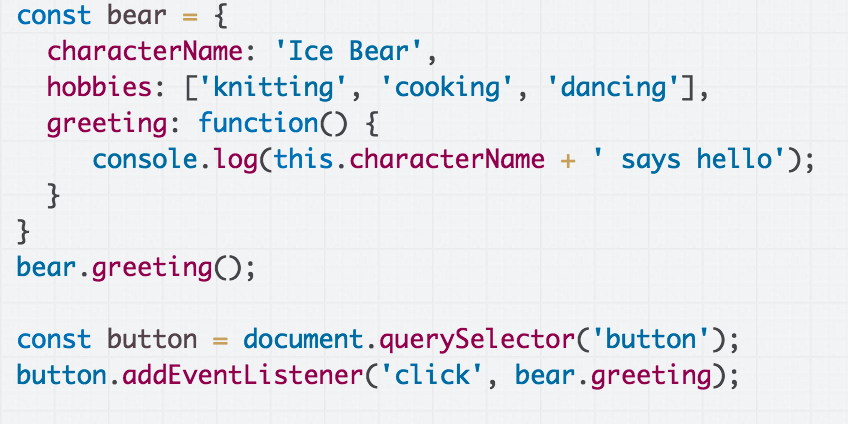 const bear = {
  characterName: 'Ice Bear',
  hobbies: ['knitting', 'cooking', 'dancing'],
  greeting: function() {
     console.log(this.characterName + ' says hello');
  }
}
bear.greeting();

const button = document.querySelector('button');
button.addEventListener('click', bear.greeting);